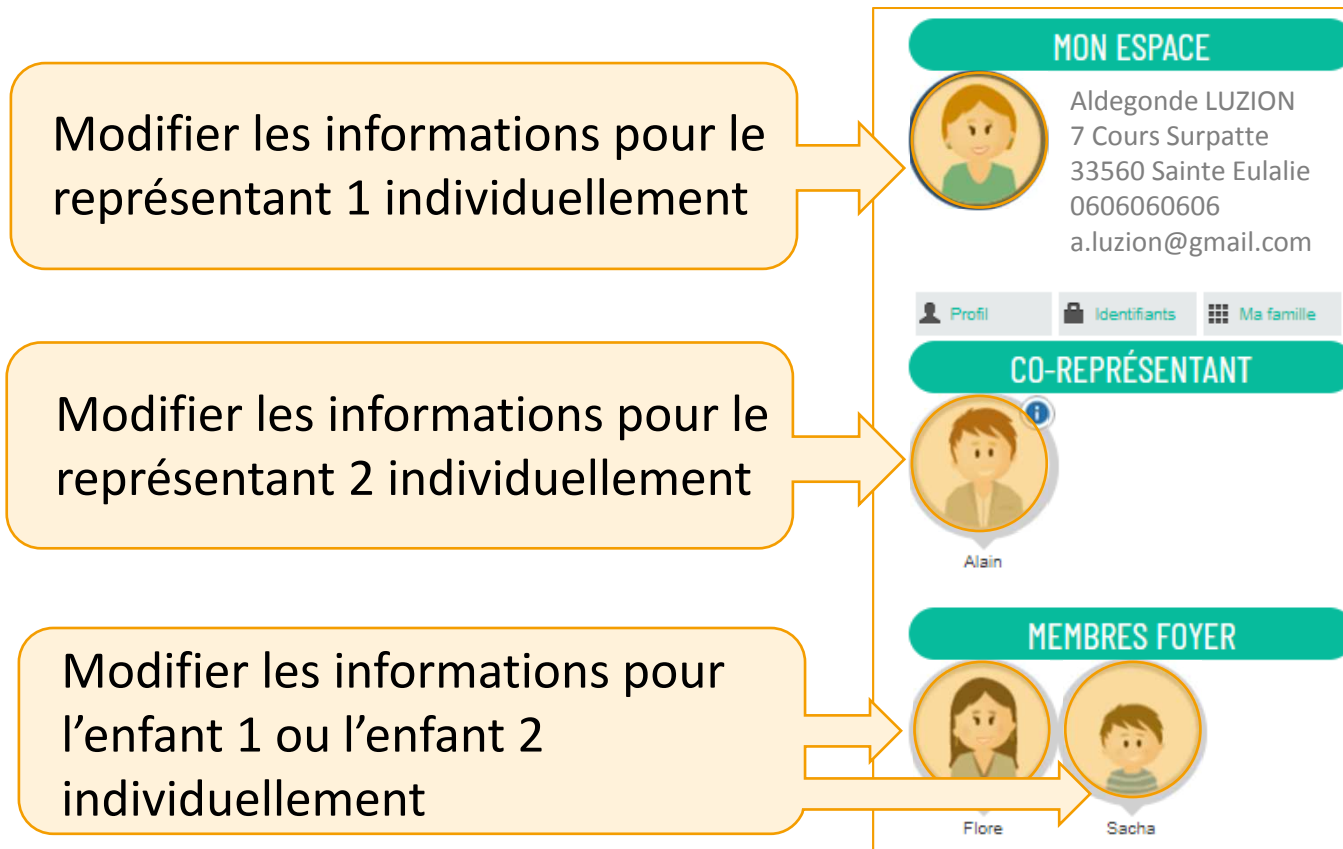 MON ESPACE
Modifier les informations pour le
représentant 1 individuellement
Aldegonde LUZION
7 Cours Surpatte
33560 Sainte Eulalie
0606060606
a.luzion@gmail.com
Profil
Identifiants
Ma famille
CO-REPRÉSENTANT
Modifier les informations pour le
représentant 2 individuellement
i
Alain
MEMBRES FOYER
Modifier les informations pour
l’enfant 1 ou l’enfant 2
individuellement
Flore
Sacha